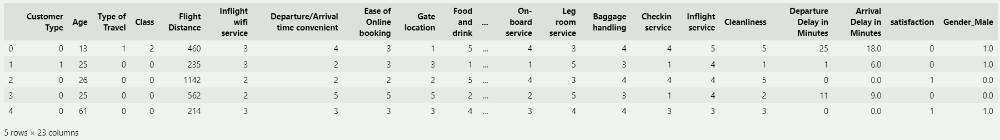 Customer Type Age Type of Travel Class Flight Distance Inflight wifi service Departure/Arrival time convenient Ease of Online booking Gate location Food and drink ... On-board service Leg room service Baggage handling Checkin service Inflight service Cleanliness Departure Delay in Minutes Arrival Delay in Minutes satisfaction Gender_Male
0 0 13 1 2 460 3 4 3 1 5 ... 4 3 4 4 5 5 25 18.0 0 1.0
1 1 25 0 0 235 3 2 3 3 1 ... 1 5 3 1 4 1 1 6.0 0 1.0
2 0 26 0 0 1142 2 2 2 2 5 ... 4 3 4 4 4 5 0 0.0 1 0.0
3 0 25 0 0 562 2 5 5 5 2 ... 2 5 3 1 4 2 11 9.0 0 0.0
4 0 61 0 0 214 3 3 3 3 4 ... 3 4 4 3 3 3 0 0.0 1 1.0
5 rows × 23 columns